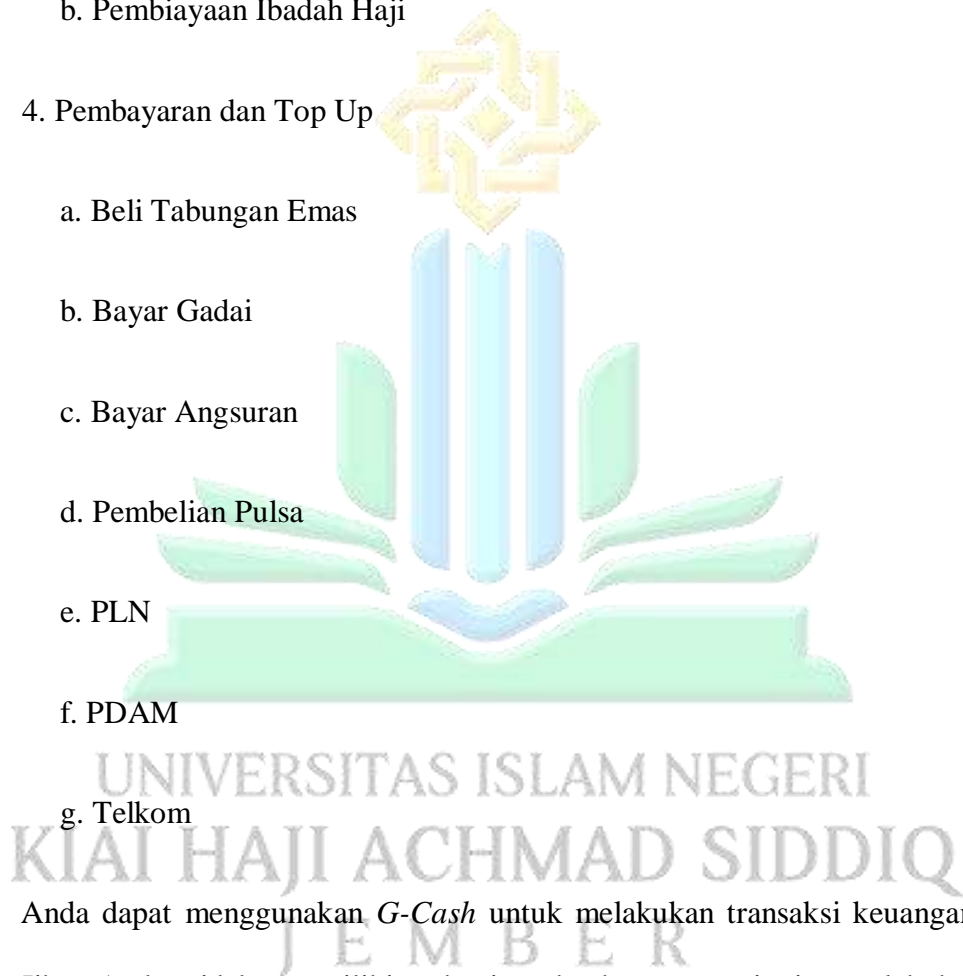 b. Pembiayaan Ibadah Haji
4. Pembayaran dan Top Up
a. Beli Tabungan Emas
b. Bayar Gadai
c. Bayar Angsuran
d. Pembelian Pulsa
e. PLN
f. PDAM
UNIVERSITAS ISLAM NEGERI
g. Telkom
KIAI HAJI ACHMAD SIDDIQ
Anda dapat menggunakan G-Cash untuk melakukan transaksi keuangan
JEMBER